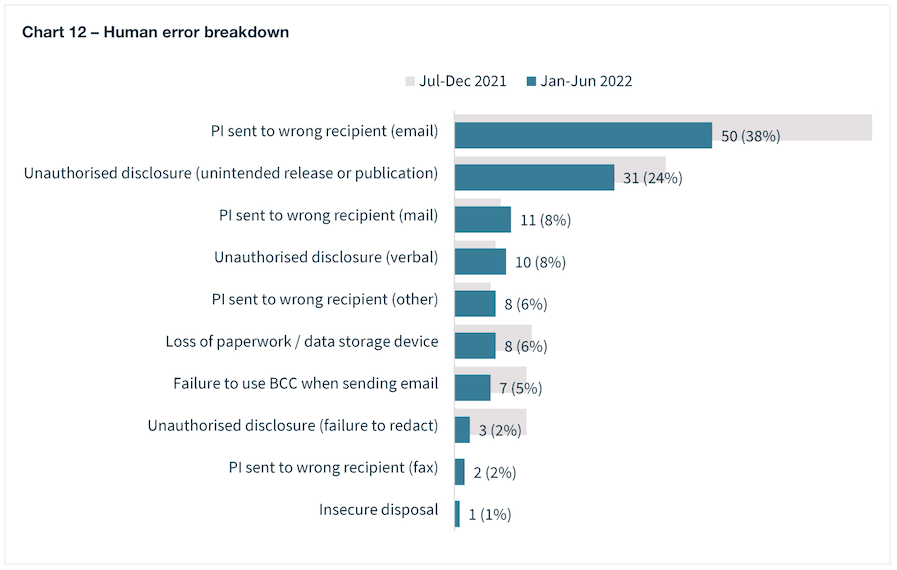 Chart 12 – Human error breakdown
Jul-Dec 2021 Jan-Jun 2022
PI sent to wrong recipient (email) 50 (38%)
Unauthorised disclosure (unintended release or publication) 31 (24%)
PI sent to wrong recipient (mail) 11 (8%)
Unauthorised disclosure (verbal) 10 (8%)
PI sent to wrong recipient (other) 8 (6%)
Loss of paperwork / data storage device 8 (6%)
Failure to use BCC when sending email 7 (5%)
Unauthorised disclosure (failure to redact) 3 (2%)
PI sent to wrong recipient (fax) 2 (2%)
Insecure disposal 1 (1%)